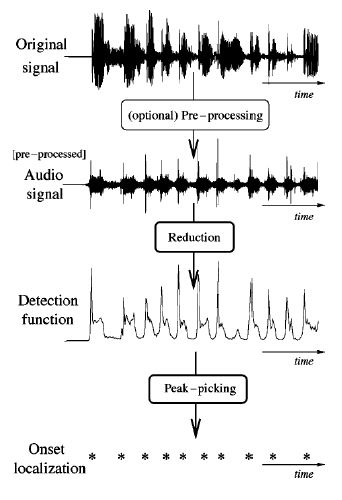 Original
signal
time
(optional) Pre-processing
[pre-processed]
Audio
signal
time
Reduction
Detection
function
time
Peak-picking
Onset
localization
* * * * * * * * * *
time